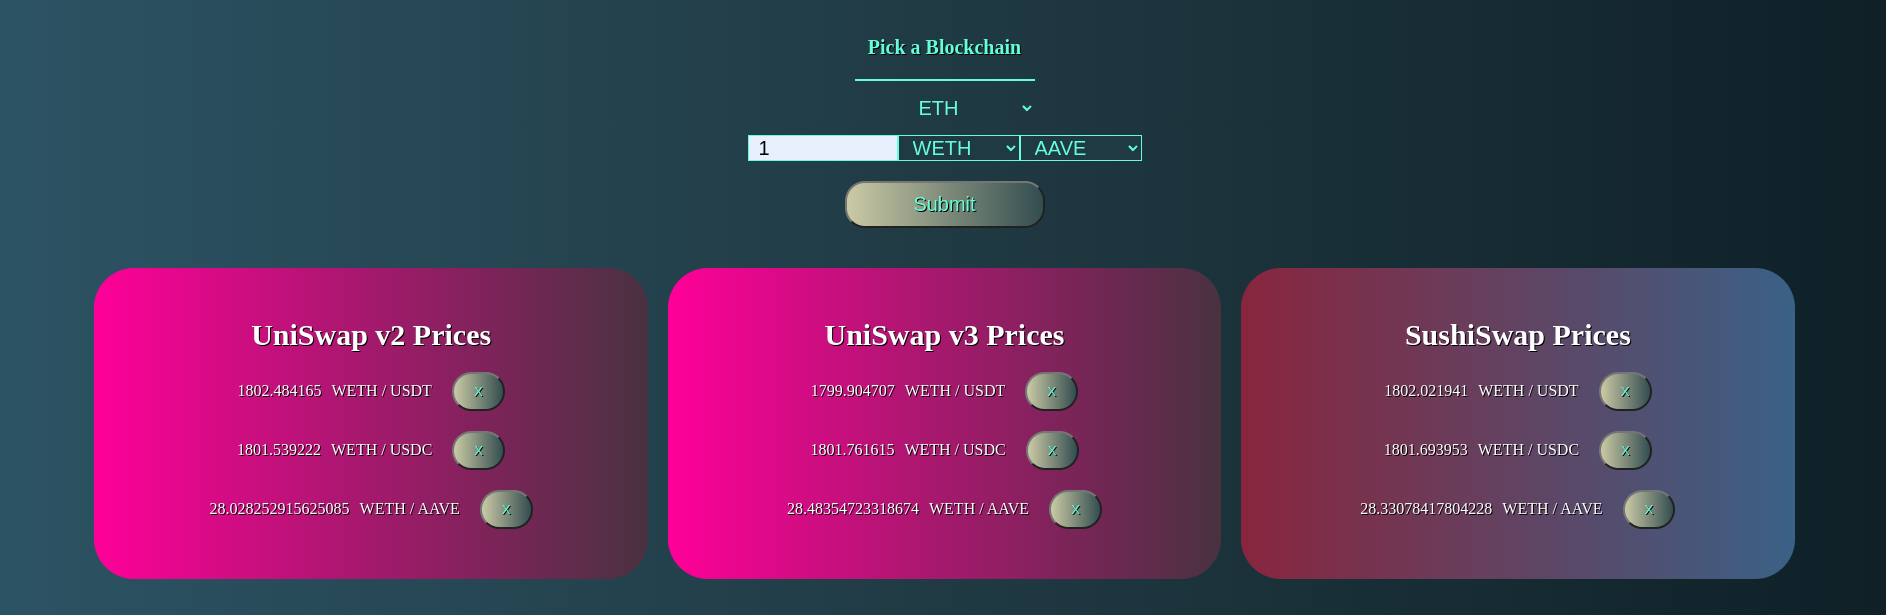 Pick a Blockchain
ETH
1 WETH AAVE
Submit
UniSwap v2 Prices
1802.484165 WETH / USDT x
1801.539222 WETH / USDC x
28.028252915625085 WETH / AAVE x
UniSwap v3 Prices
1799.904707 WETH / USDT x
1801.761615 WETH / USDC x
28.48354723318674 WETH / AAVE x
SushiSwap Prices
1802.021941 WETH / USDT x
1801.693953 WETH / USDC x
28.33078417804228 WETH / AAVE x